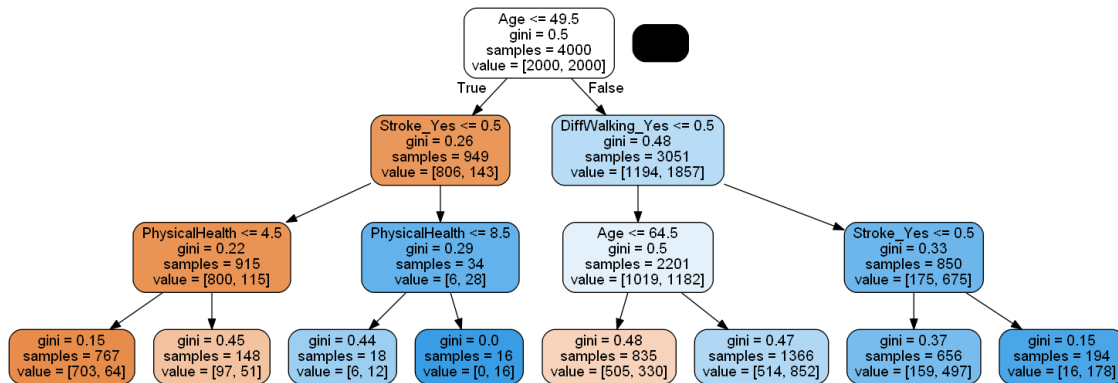 Age <= 49.5
gini = 0.5
samples = 4000
value = [2000, 2000]
True
False
Stroke_Yes <= 0.5
gini = 0.26
samples = 949
value = [806, 143]
DiffWalking_Yes <= 0.5
gini = 0.48
samples = 3051
value = [1194, 1857]
PhysicalHealth <= 4.5
gini = 0.22
samples = 915
value = [800, 115]
PhysicalHealth <= 8.5
gini = 0.29
samples = 34
value = [6, 28]
Age <= 64.5
gini = 0.5
samples = 2201
value = [1019, 1182]
Stroke_Yes <= 0.5
gini = 0.33
samples = 850
value = [175, 675]
gini = 0.15
samples = 767
value = [703, 64]
gini = 0.45
samples = 148
value = [97, 51]
gini = 0.44
samples = 18
value = [6, 12]
gini = 0.0
samples = 16
value = [0, 16]
gini = 0.48
samples = 835
value = [505, 330]
gini = 0.47
samples = 1366
value = [514, 852]
gini = 0.37
samples = 656
value = [159, 497]
gini = 0.15
samples = 194
value = [16, 178]